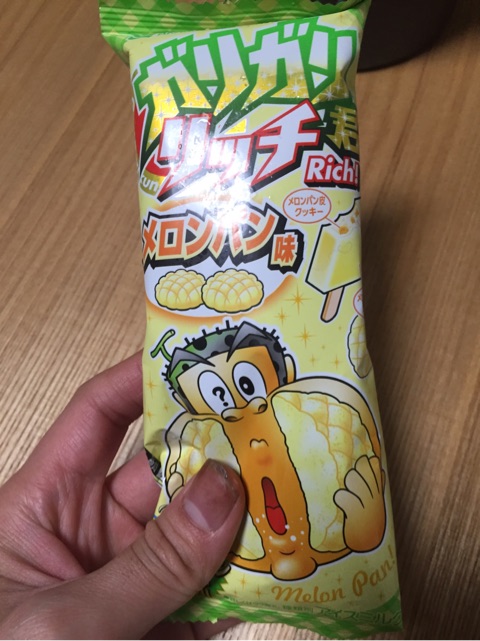 ガリガリ君
リッチ
Rich!
メロンパン味
メロンパン皮
クッキー
?
Melon Pan!